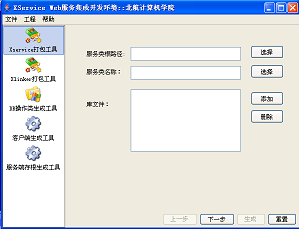 XService Web服务集成开发环境::北航计算机学院
文件 工程 帮助
Xservice打包工具
Xlinker打包工具
DB操作类生成工具
客户端生成工具
服务端存根生成工具
服务类根路径:
选择
服务类名称:
选择
库文件:
添加
删除
上一步
下一步
生成
重置